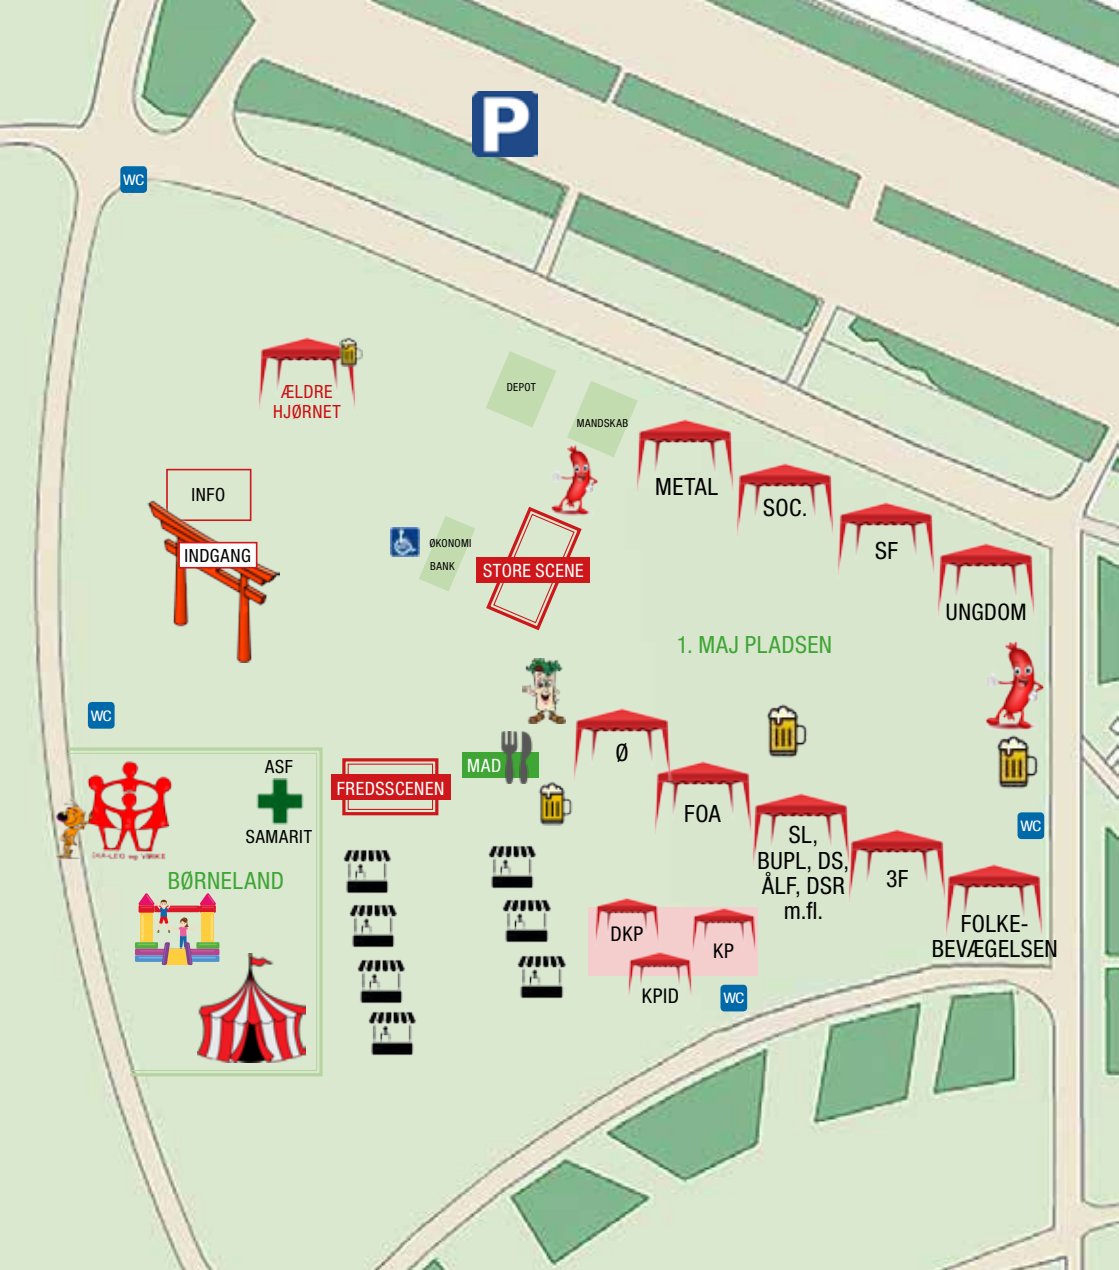 P
WC
ÆLDRE
HJØRNET
DEPOT
MANDSKAB
METAL
SOC.
SF
UNGDOM
INFO
INDGANG
ØKONOMI
BANK
STORE SCENE
1. MAJ PLADSEN
WC
ASF
SAMARIT
FREDSSCENEN
MAD
Ø
FOA
SL,
BUPL, DS,
ÅLF, DSR
m.fl.
3F
WC
FOLKE-
BEVÆGELSEN
BØRNELAND
DKP
KP
KPID
WC